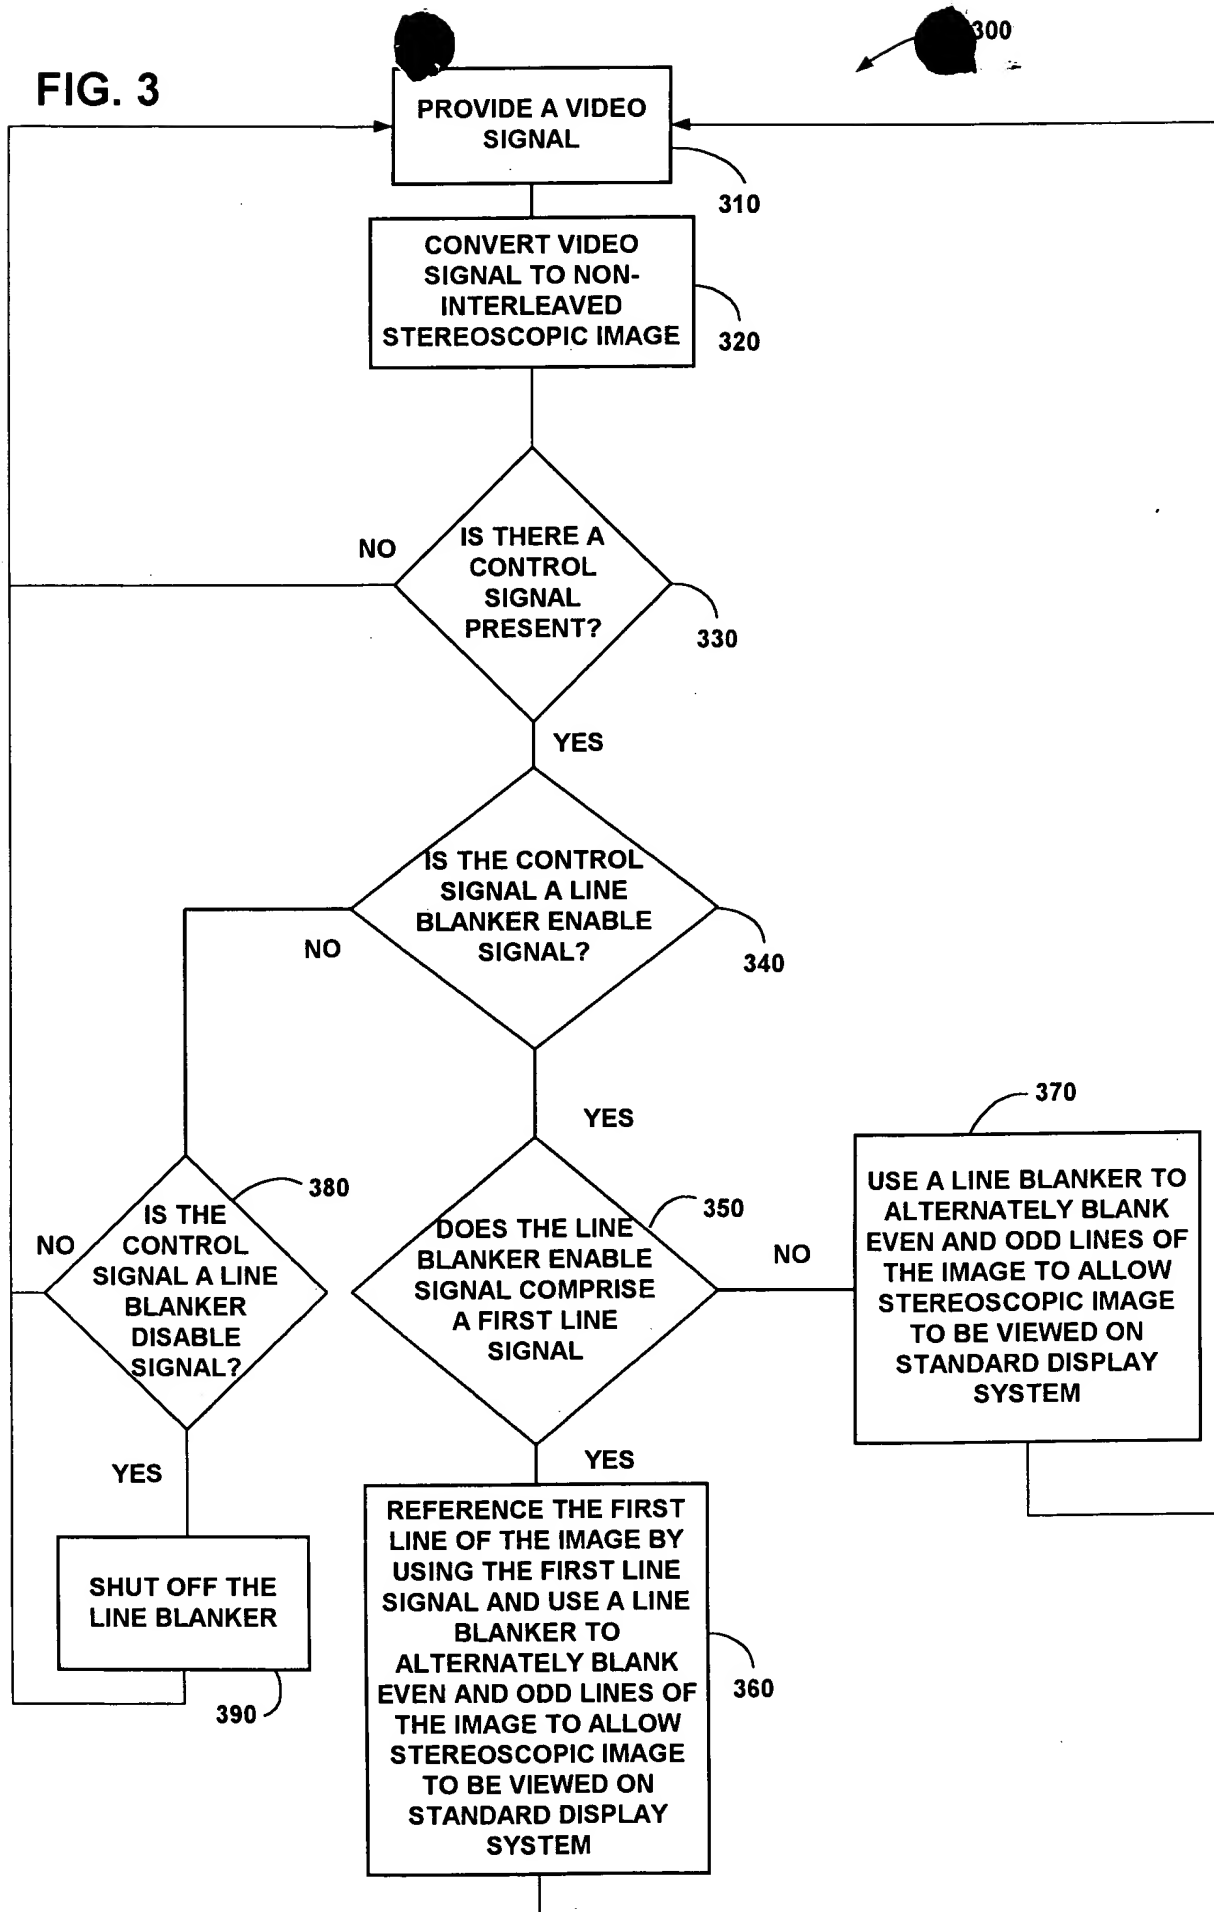 300
FIG. 3
PROVIDE A VIDEO
SIGNAL
310
CONVERT VIDEO
SIGNAL TO NON-
INTERLEAVED
STEREOSCOPIC IMAGE
320
IS THERE A
CONTROL
SIGNAL
PRESENT?
NO
330
YES
IS THE CONTROL
SIGNAL A LINE
BLANKER ENABLE
SIGNAL?
NO
340
YES
370
USE A LINE BLANKER TO
ALTERNATELY BLANK
EVEN AND ODD LINES OF
THE IMAGE TO ALLOW
STEREOSCOPIC IMAGE
TO BE VIEWED ON
STANDARD DISPLAY
SYSTEM
380
IS THE
CONTROL
SIGNAL A LINE
BLANKER
DISABLE
SIGNAL?
NO
350
DOES THE LINE
BLANKER ENABLE
SIGNAL COMPRISE
A FIRST LINE
SIGNAL
NO
YES
YES
SHUT OFF THE
LINE BLANKER
390
REFERENCE THE FIRST
LINE OF THE IMAGE BY
USING THE FIRST LINE
SIGNAL AND USE A LINE
BLANKER TO
ALTERNATELY BLANK
EVEN AND ODD LINES OF
THE IMAGE TO ALLOW
STEREOSCOPIC IMAGE
TO BE VIEWED ON
STANDARD DISPLAY
SYSTEM
360